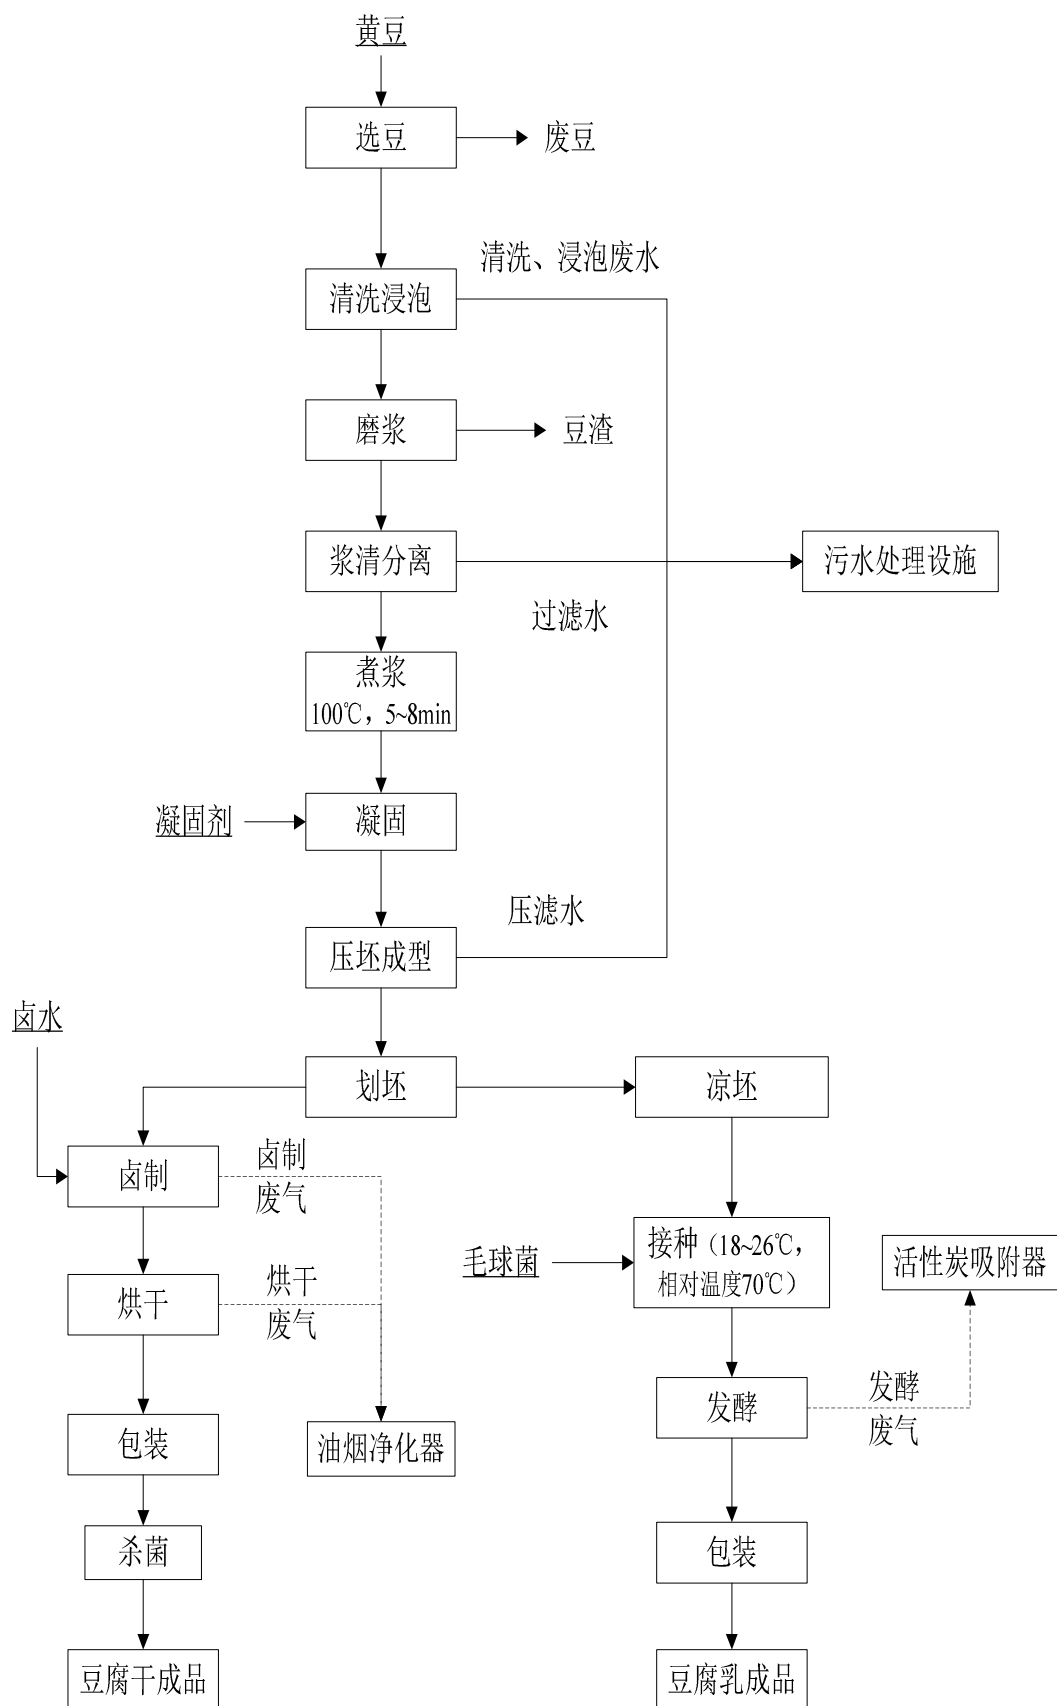 黄豆
选豆
废豆
清洗、浸泡废水
清洗浸泡
磨浆
豆渣
浆清分离
污水处理设施
过滤水
煮浆
100℃，5~8min
凝固剂
凝固
压滤水
压坯成型
卤水
划坯
凉坯
卤制
卤制
废气
接种（18~26℃，
相对温度70℃）
毛球菌
活性炭吸附器
烘干
烘干
废气
发酵
发酵
废气
包装
油烟净化器
杀菌
包装
豆腐干成品
豆腐乳成品